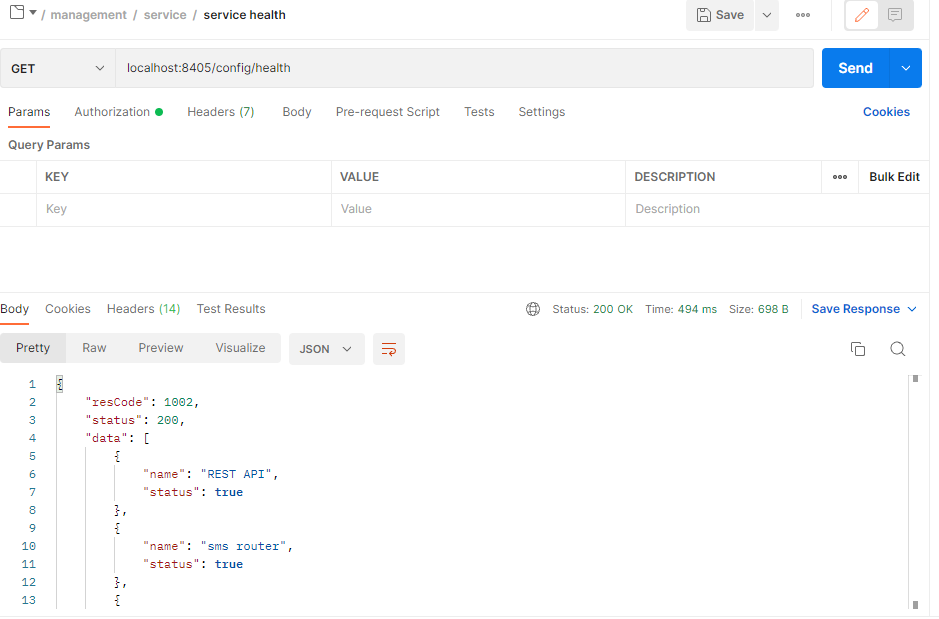 / management / service / service health
Save
GET
localhost:8405/config/health
Send
Params Authorization Headers (7) Body Pre-request Script Tests Settings Cookies
Query Params
KEY VALUE DESCRIPTION Bulk Edit
Key Value Description
Body Cookies Headers (14) Test Results Status: 200 OK Time: 494 ms Size: 698 B Save Response
Pretty Raw Preview Visualize JSON
1 {
2 "resCode": 1002,
3 "status": 200,
4 "data": [
5 {
6 "name": "REST API",
7 "status": true
8 },
9 {
10 "name": "sms router",
11 "status": true
12 },
13 {